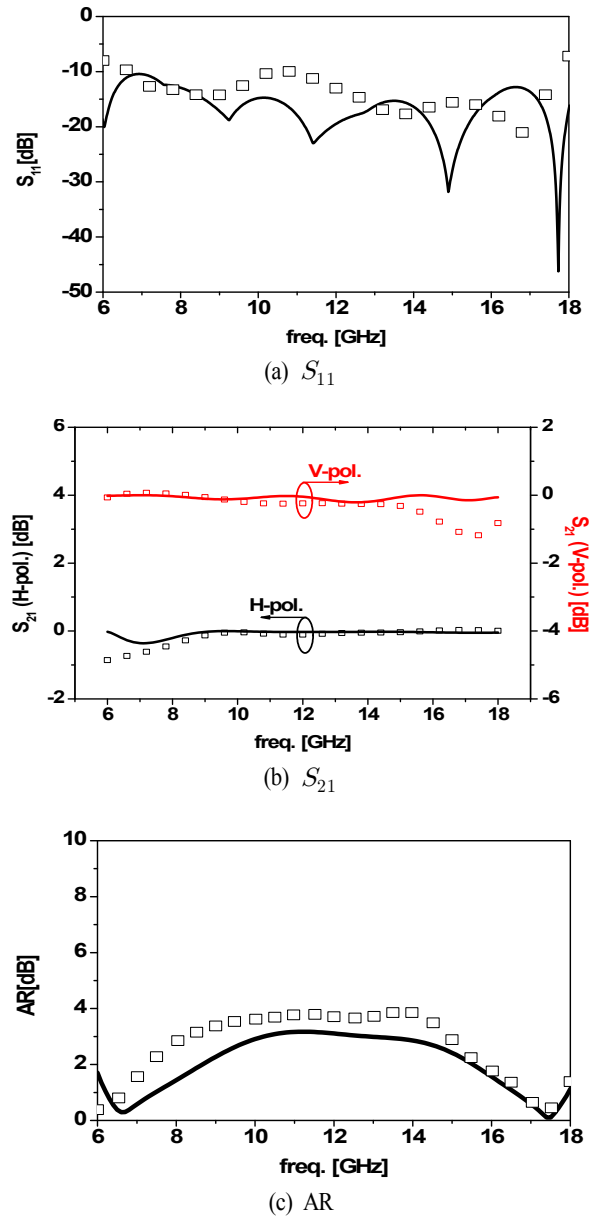 0
-10
-20
-30
-40
-50
S11[dB]
6 8 10 12 14 16 18
freq. [GHz]
(a) S11
6
4
2
0
-2
S21 (H-pol.) [dB]
V-pol.
H-pol.
2
0
-2
-4
-6
S21 (V-pol.) [dB]
6 8 10 12 14 16 18
freq. [GHz]
(b) S21
10
8
6
4
2
0
AR[dB]
6 8 10 12 14 16 18
freq. [GHz]
(c) AR